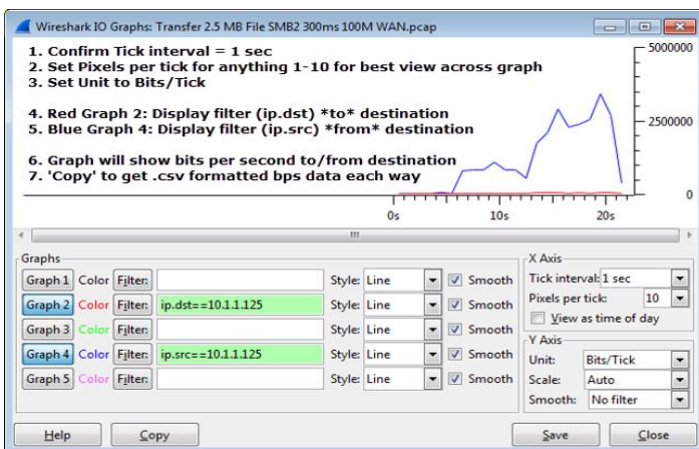 Wireshark IO Graphs: Transfer 2.5 MB File SMB2 300ms 100M WAN.pcap
1. Confirm Tick interval = 1 sec
2. Set Pixels per tick for anything 1-10 for best view across graph
3. Set Unit to Bits/Tick
4. Red Graph 2: Display filter (ip.dst) *to* destination
5. Blue Graph 4: Display filter (ip.src) *from* destination
6. Graph will show bits per second to/from destination
7. 'Copy' to get .csv formatted bps data each way
5000000
2500000
0
0s 10s 20s
Graphs
Graph 1 Color Filter: Style: Line Smooth
Graph 2 Color Filter: ip.dst==10.1.1.125 Style: Line Smooth
Graph 3 Color Filter: Style: Line Smooth
Graph 4 Color Filter: ip.src==10.1.1.125 Style: Line Smooth
Graph 5 Color Filter: Style: Line Smooth
X Axis
Tick interval: 1 sec
Pixels per tick: 10
View as time of day
Y Axis
Unit: Bits/Tick
Scale: Auto
Smooth: No filter
Help Copy Save Close